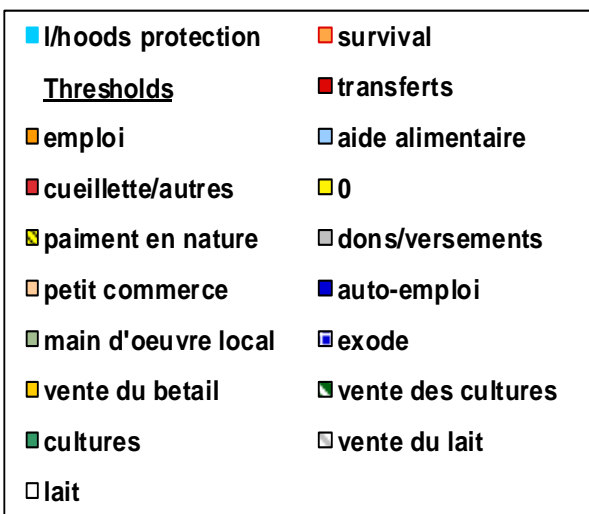 l/hoods protection survival
Thresholds transferts
emploi aide alimentaire
cueillette/autres 0
paiment en nature dons/versements
petit commerce auto-emploi
main d'oeuvre local exode
vente du betail vente des cultures
cultures vente du lait
lait